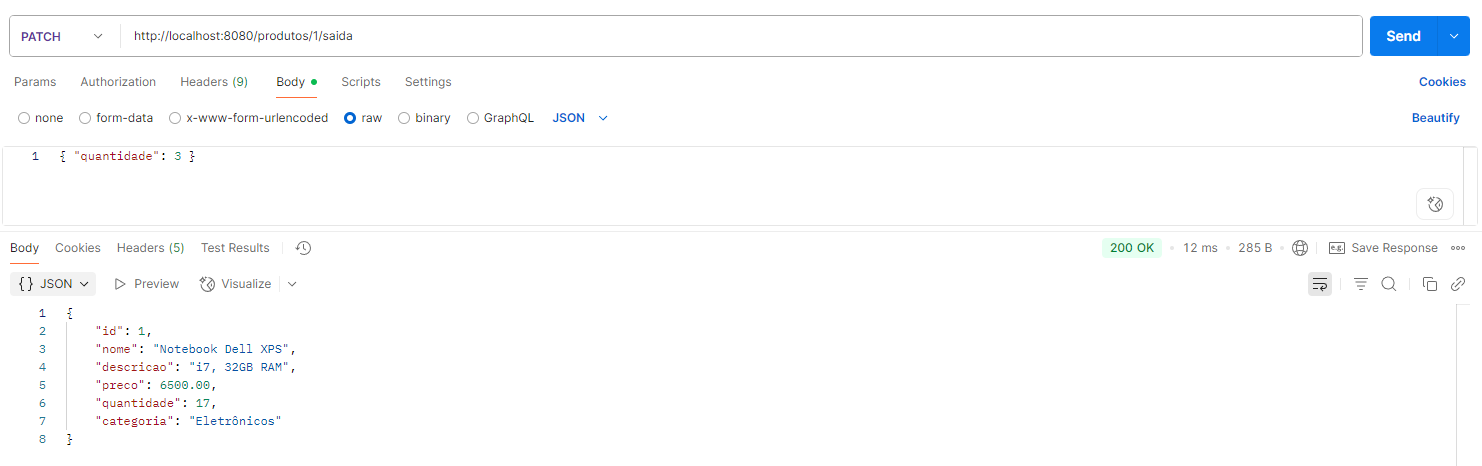 PATCH http://localhost:8080/produtos/1/saida Send
Params Authorization Headers (9) Body Scripts Settings Cookies
none form-data x-www-form-urlencoded raw binary GraphQL JSON Beautify
1 { "quantidade": 3 }
Body Cookies Headers (5) Test Results 200 OK • 12 ms • 285 B e.g. Save Response
{} JSON Preview Visualize
1 {
2 "id": 1,
3 "nome": "Notebook Dell XPS",
4 "descricao": "i7, 32GB RAM",
5 "preco": 6500.00,
6 "quantidade": 17,
7 "categoria": "Eletrônicos"
8 }